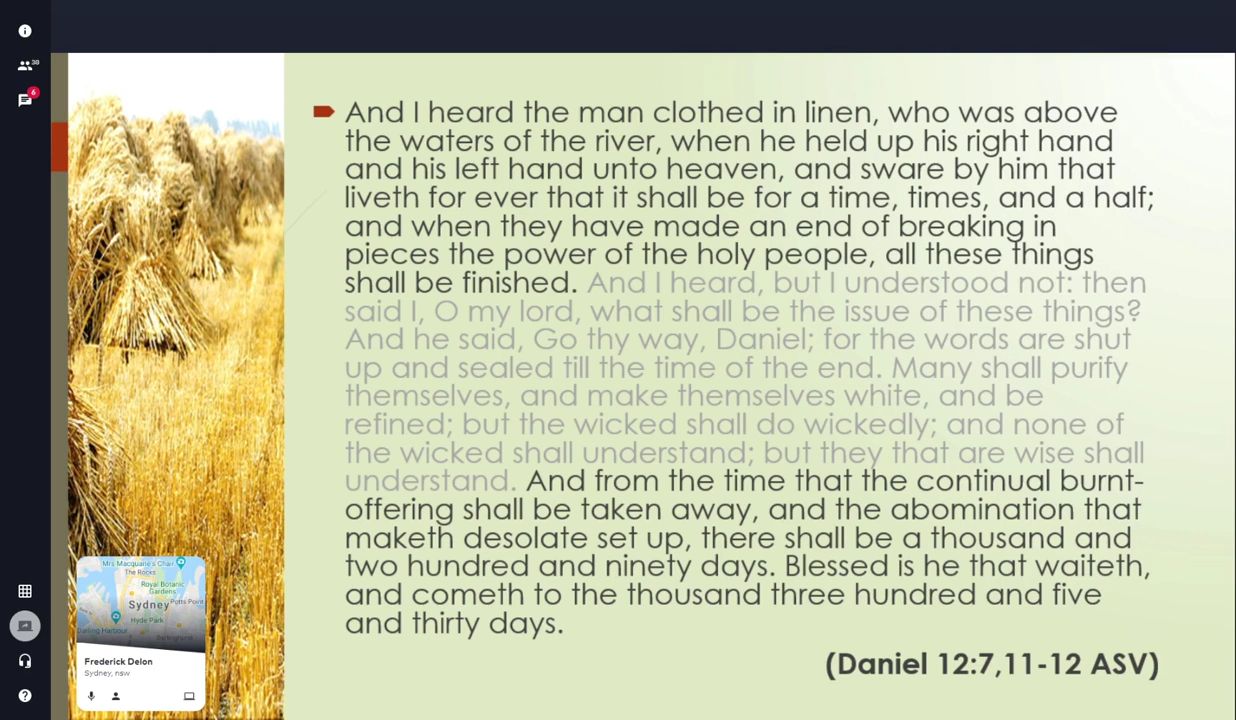 38
6
And I heard the man clothed in linen, who was above
the waters of the river, when he held up his right hand
and his left hand unto heaven, and sware by him that
liveth for ever that it shall be for a time, times, and a half;
and when they have made an end of breaking in
pieces the power of the holy people, all these things
shall be finished. And I heard, but I understood not: then
said I, O my lord, what shall be the issue of these things?
And he said, Go thy way, Daniel; for the words are shut
up and sealed till the time of the end. Many shall purify
themselves, and make themselves white, and be
refined; but the wicked shall do wickedly; and none of
the wicked shall understand; but they that are wise shall
understand. And from the time that the continual burnt-
offering shall be taken away, and the abomination that
maketh desolate set up, there shall be a thousand and
two hundred and ninety days. Blessed is he that waiteth,
and cometh to the thousand three hundred and five
and thirty days.
(Daniel 12:7,11-12 ASV)
Mrs Macquarie's Chair
The Rocks
Royal Botanic
Gardens
Sydney
Potts Point
Hyde Park
Darling Harbour
Darlinghurst
Frederick Delon
Sydney, nsw